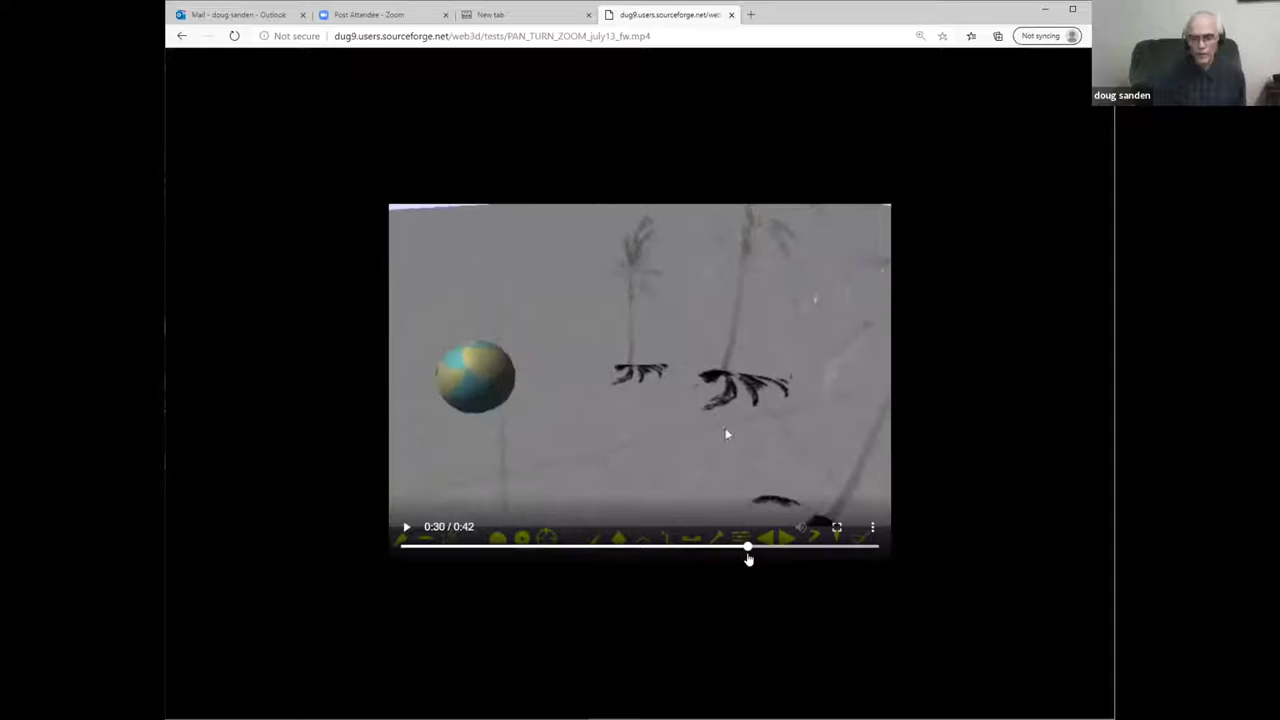 Mail - doug sanden - Outlook
Post Attendee - Zoom
New tab
dug9.users.sourceforge.net/web
Not secure
dug9.users.sourceforge.net/web3d/tests/PAN_TURN_ZOOM_july13_fw.mp4
Not syncing
doug sanden
0:30 / 0:42